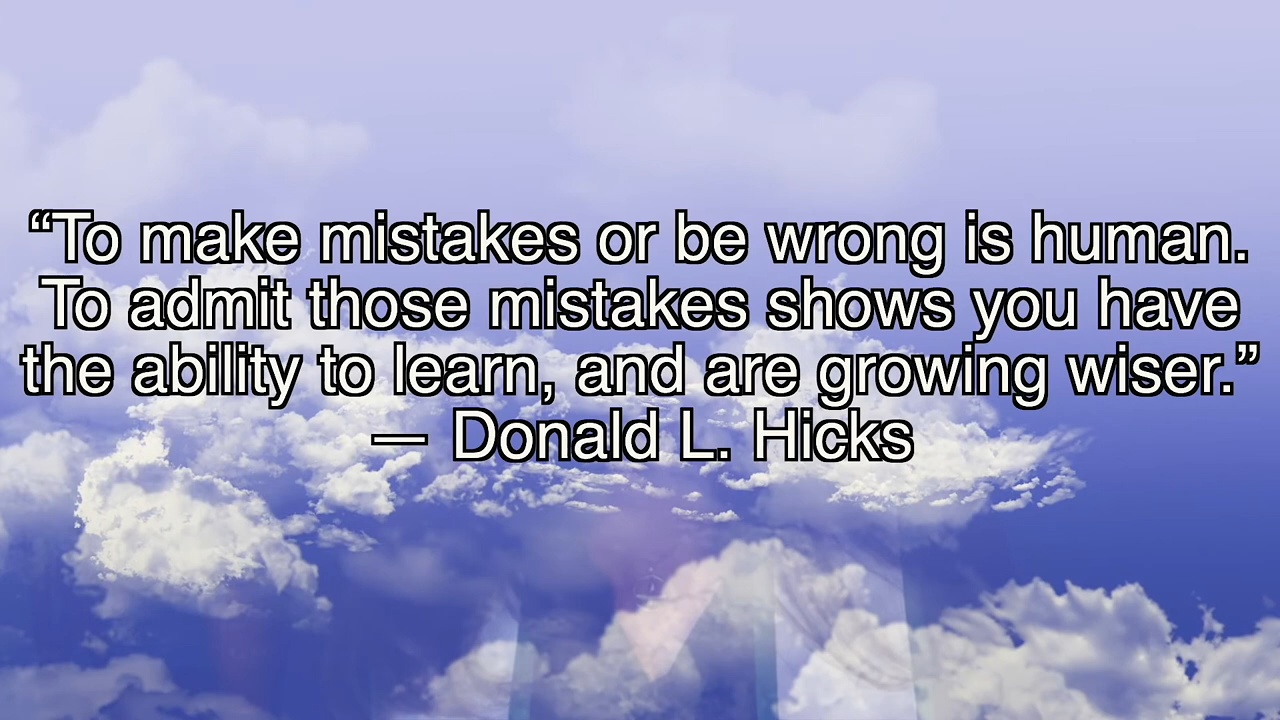 “To make mistakes or be wrong is human.
To admit those mistakes shows you have
the ability to learn, and are growing wiser.”
— Donald L. Hicks